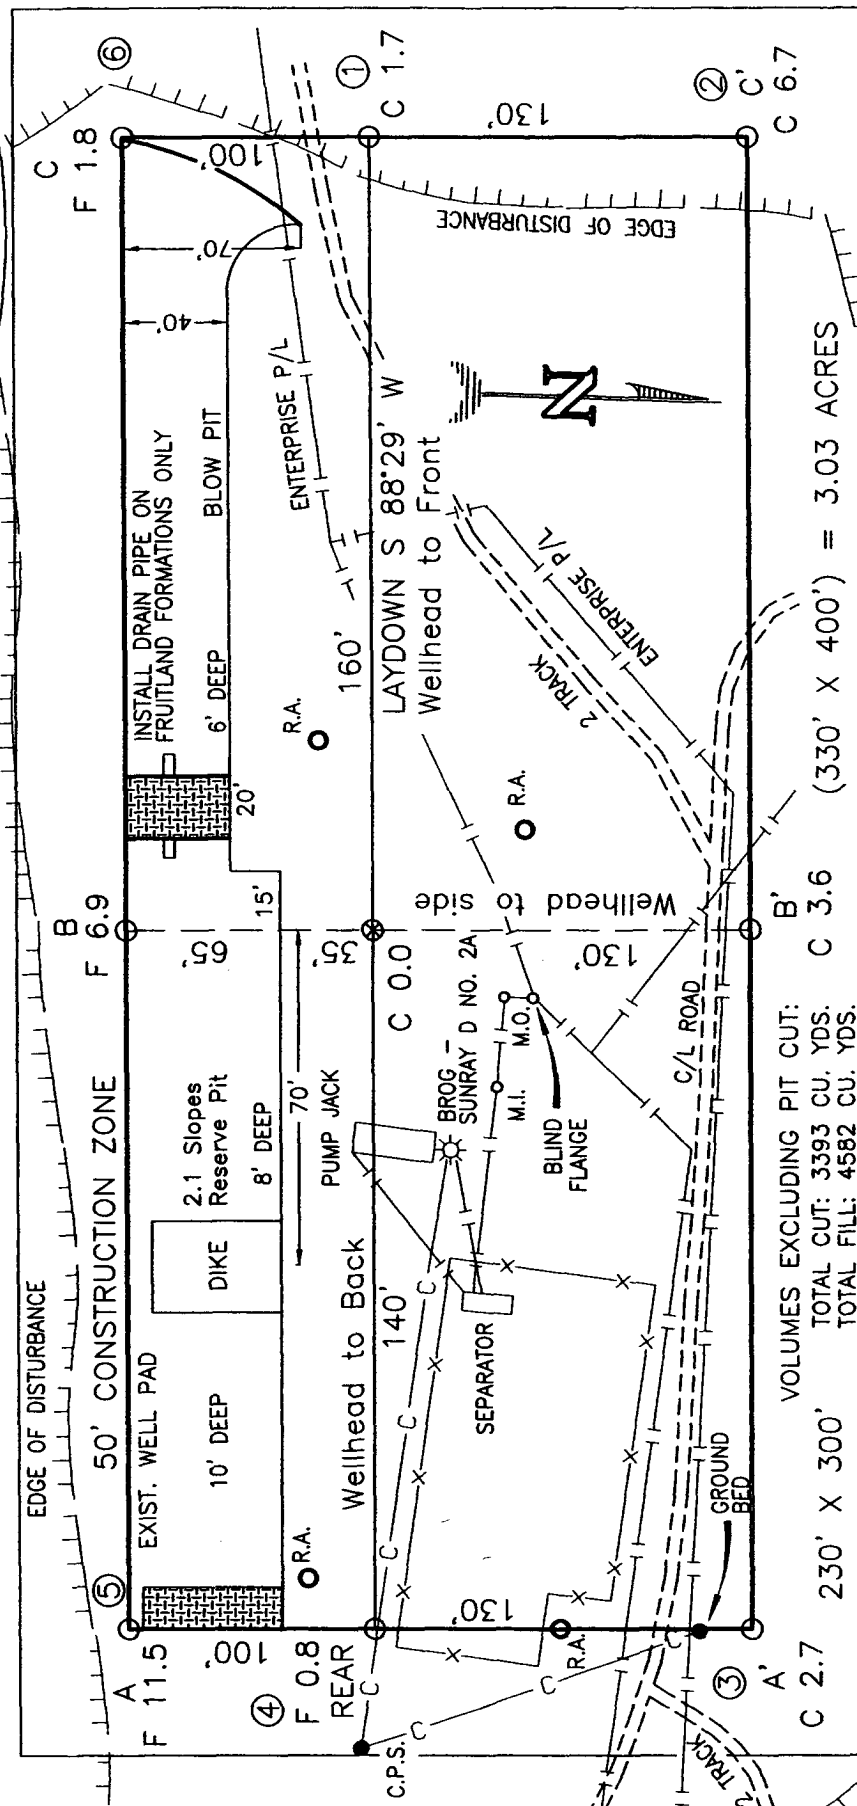 EDGE OF DISTURBANCE
50' CONSTRUCTION ZONE
A
F 11.5
⑤
EXIST. WELL PAD
10' DEEP
DIKE
2.1 Slopes
Reserve Pit
8' DEEP
B
F 6.9
65'
15'
20'
INSTALL DRAIN PIPE ON
FRUITLAND FORMATIONS ONLY
6' DEEP
BLOW PIT
40'
70'
C
F 1.8
⑥
100'
100'
④
F 0.8
REAR
R.A.
70'
PUMP JACK
35'
R.A.
ENTERPRISE P/L
①
C 1.7
Wellhead to Back
140'
C 0.0
160'
LAYDOWN S 88°29' W
Wellhead to Front
C.P.S.
C
C
C
C
C
C
C
SEPARATOR
BROG -
SUNRAY D NO. 2A
M.I.
M.O.
BLIND
FLANGE
R.A.
Wellhead to side
130'
130'
130'
R.A.
2 TRACK
ENTERPRISE P/L
N
EDGE OF DISTURBANCE
C/L ROAD
GROUND
BED
2 TRACK
③
A'
C 2.7
B'
C 3.6
②
C'
C 6.7
230' X 300'
VOLUMES EXCLUDING PIT CUT:
TOTAL CUT: 3393 CU. YDS.
TOTAL FILL: 4582 CU. YDS.
(330' X 400') = 3.03 ACRES